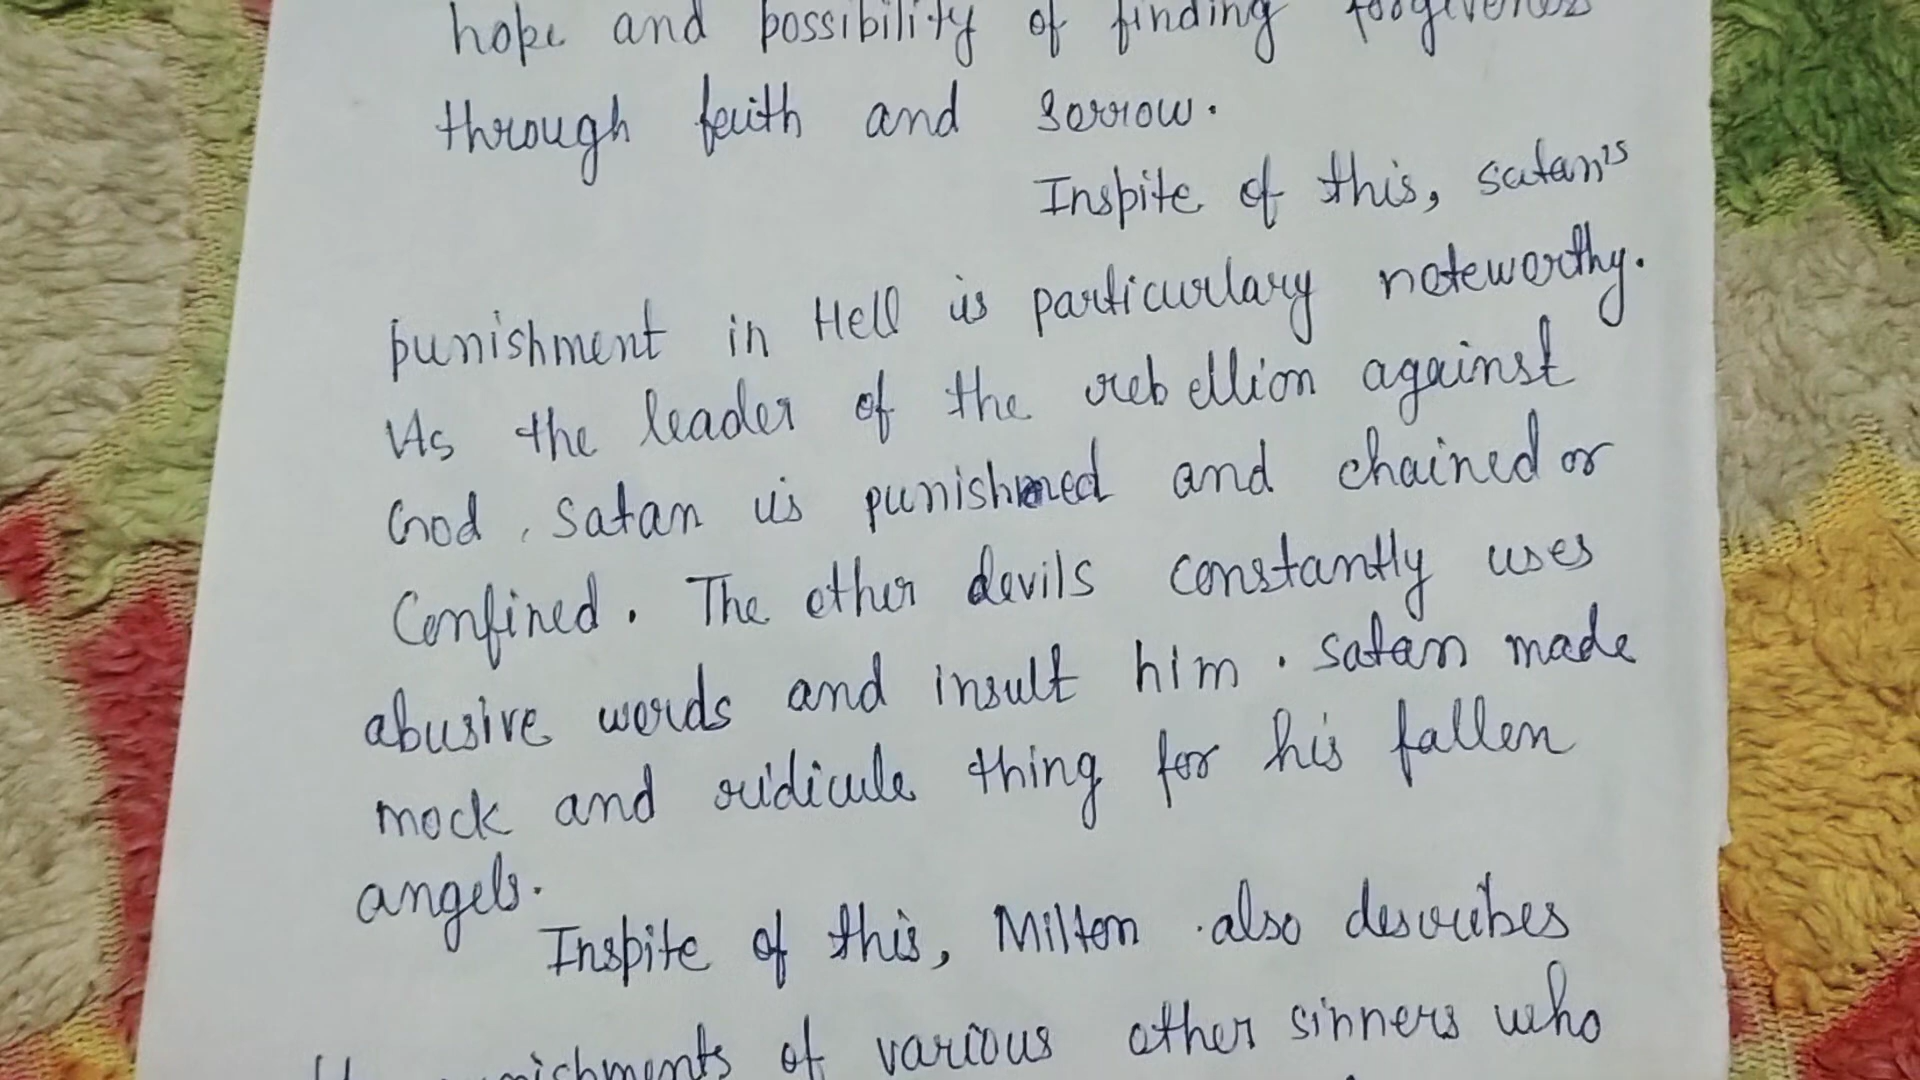 hope and possibility of finding forgiveness
through faith and sorrow.
Inspite of this, satan's
punishment in Hell is particurlary noteworthy.
As the leader of the rebellion against
God, Satan is punished and chained or
Confined. The other devils constantly uses
abusive words and insult him. Satan made
mock and ridicule thing for his fallen
angels.
Inspite of this, Milton also describes
punishments of various other sinners who